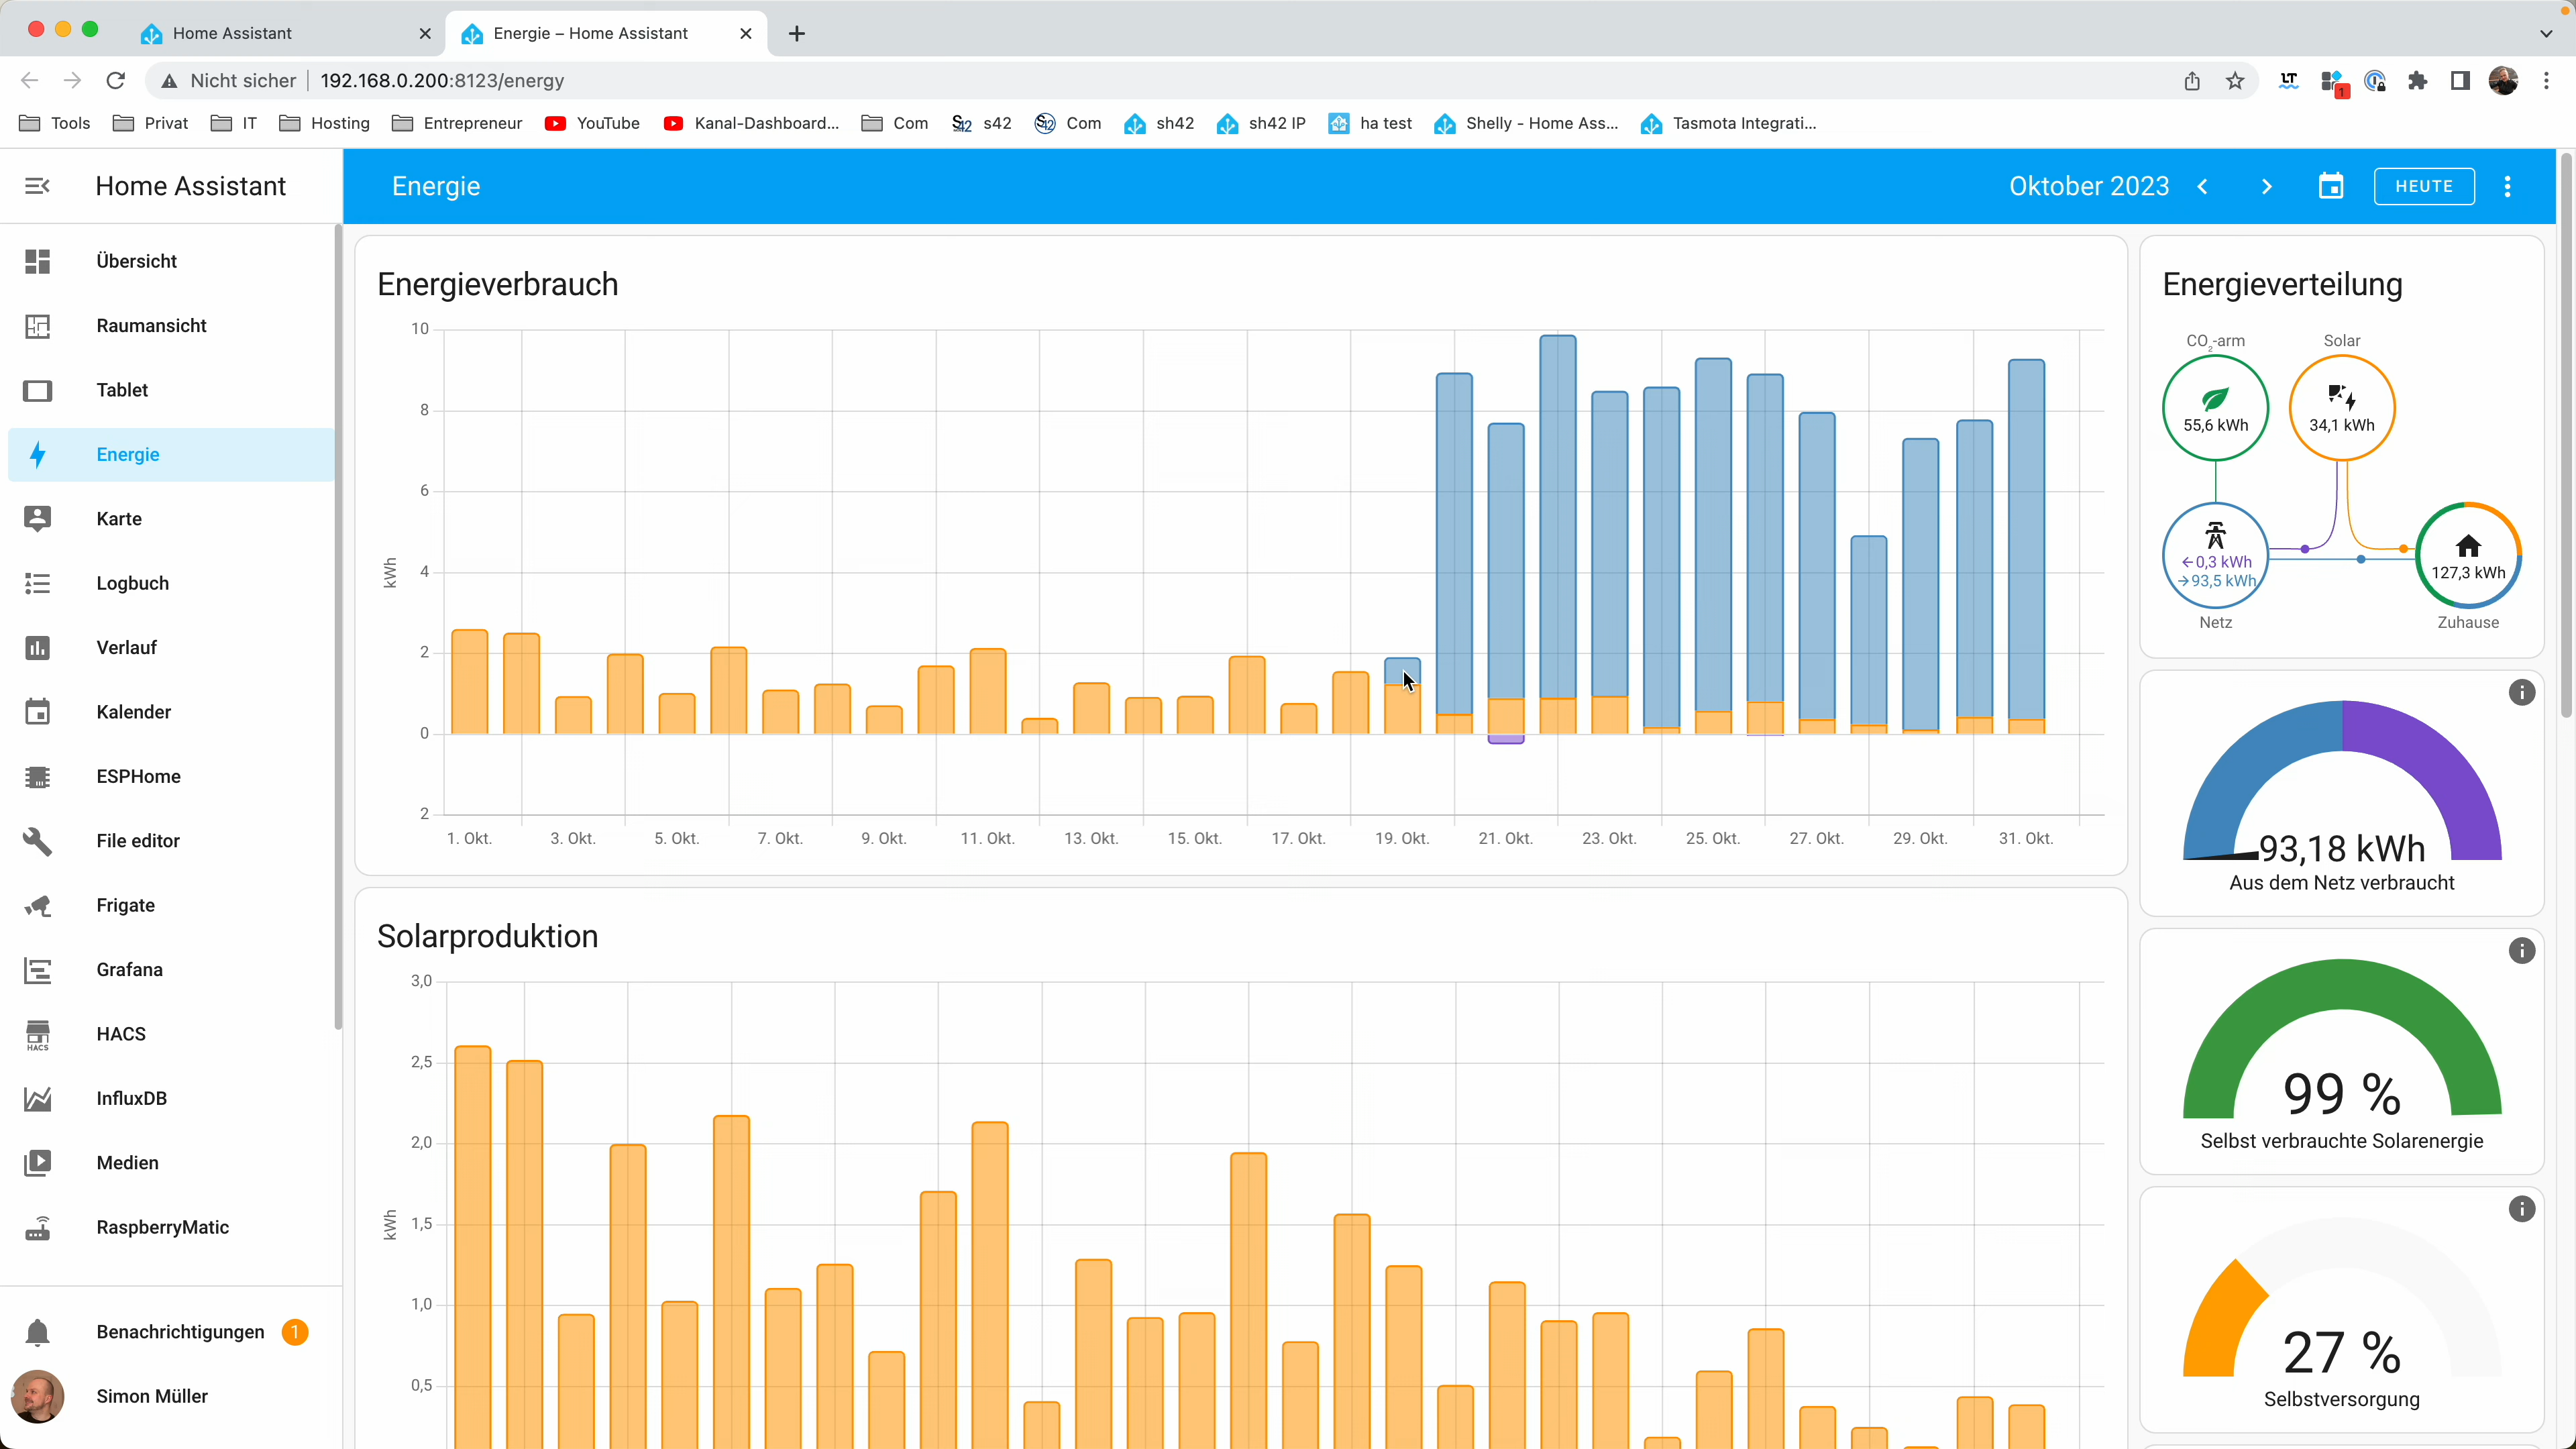 Home Assistant
Energie – Home Assistant
Nicht sicher
192.168.0.200:8123/energy
1
Tools
Privat
IT
Hosting
Entrepreneur
YouTube
Kanal-Dashboard...
Com
s42
Com
sh42
sh42 IP
ha test
Shelly - Home Ass...
Tasmota Integrati...
Home Assistant
Übersicht
Raumansicht
Tablet
Energie
Karte
Logbuch
Verlauf
Kalender
ESPHome
File editor
Frigate
Grafana
HACS
HACS
InfluxDB
Medien
RaspberryMatic
Benachrichtigungen
1
Simon Müller
Energie
Oktober 2023
HEUTE
Energieverbrauch
kWh
10
8
6
4
2
0
2
1. Okt.
3. Okt.
5. Okt.
7. Okt.
9. Okt.
11. Okt.
13. Okt.
15. Okt.
17. Okt.
19. Okt.
21. Okt.
23. Okt.
25. Okt.
27. Okt.
29. Okt.
31. Okt.
Solarproduktion
kWh
3,0
2,5
2,0
1,5
1,0
0,5
Energieverteilung
CO2-arm
Solar
55,6 kWh
34,1 kWh
←0,3 kWh
→93,5 kWh
127,3 kWh
Netz
Zuhause
93,18 kWh
Aus dem Netz verbraucht
99 %
Selbst verbrauchte Solarenergie
27 %
Selbstversorgung